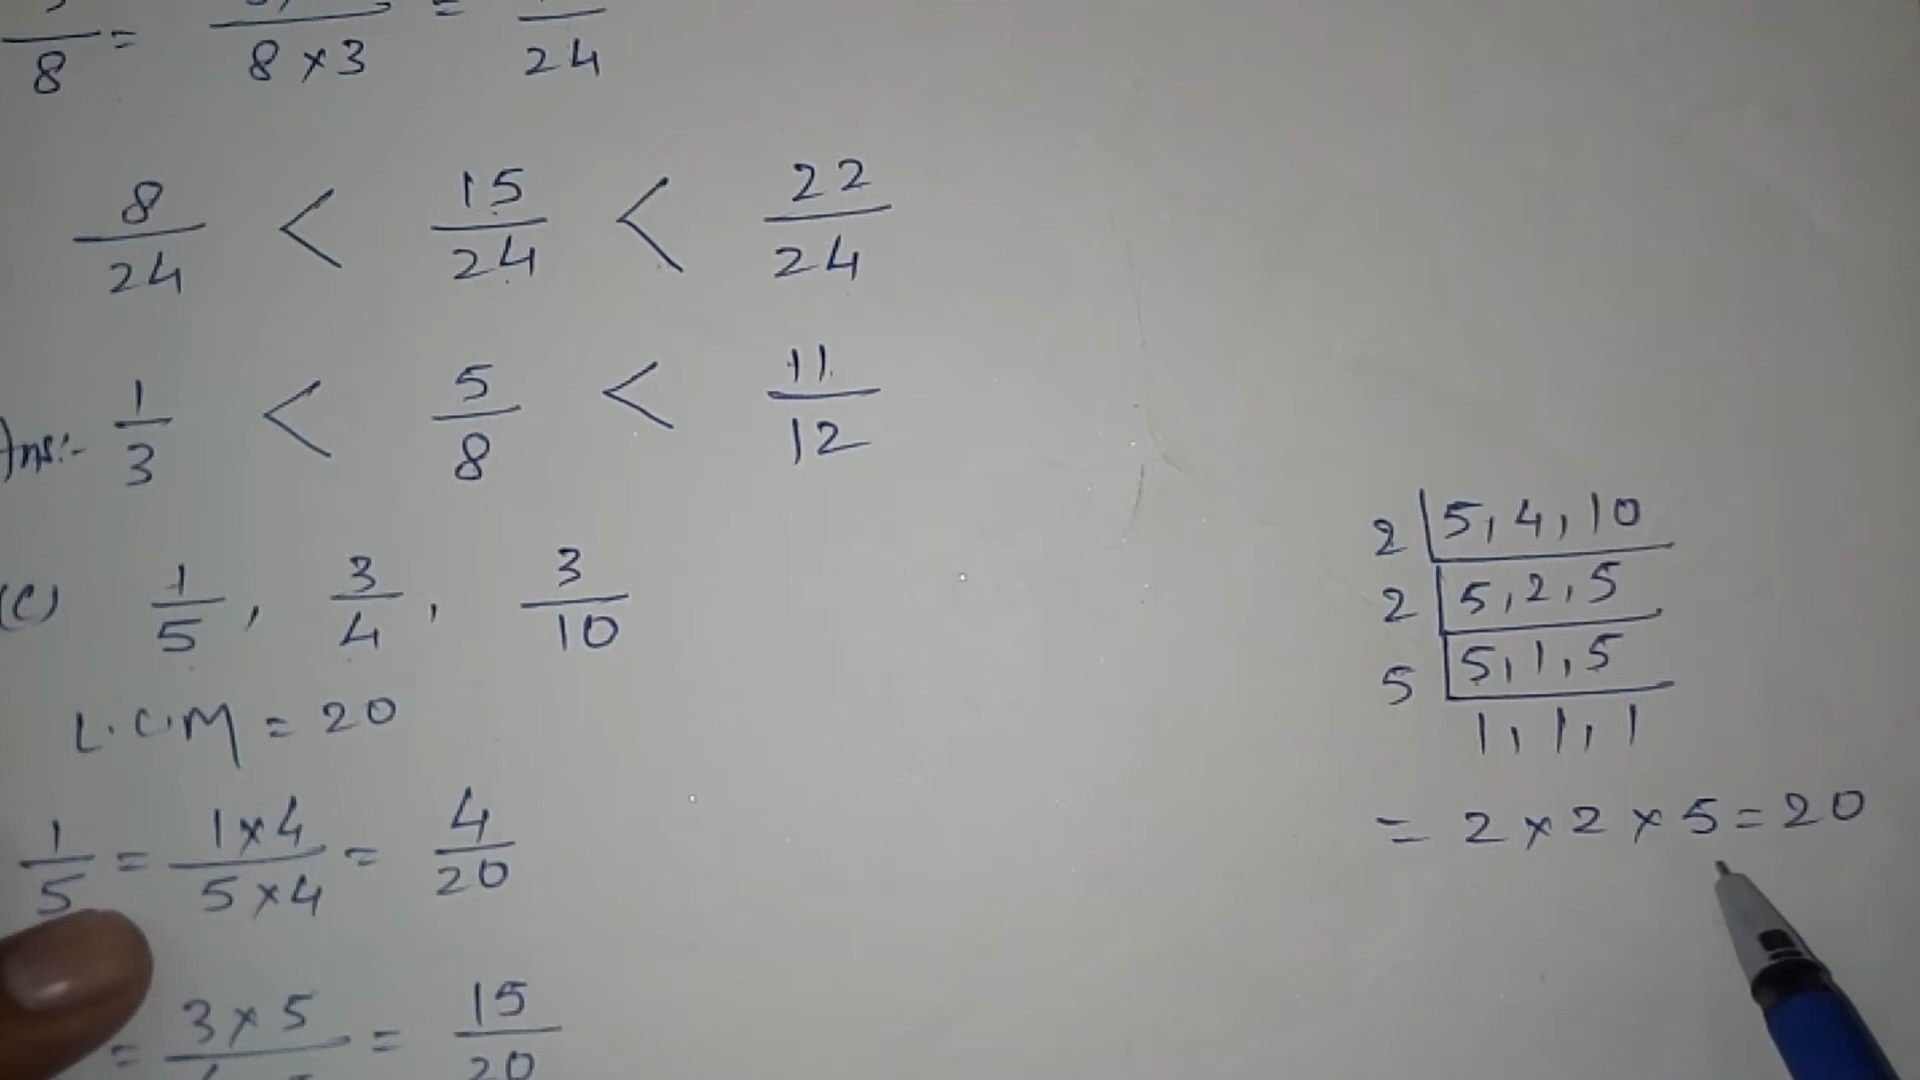 /8 = /8×3 = /24
8/24 < 15/24 < 22/24
Ans:- 1/3 < 5/8 < 11/12
(C) 1/5, 3/4, 3/10
L.C.M = 20
1/5 = 1×4/5×4 = 4/20
= 3×5/ = 15/20
2 | 5, 4, 10
2 | 5, 2, 5
5 | 5, 1, 5
1, 1, 1
= 2 × 2 × 5 = 20